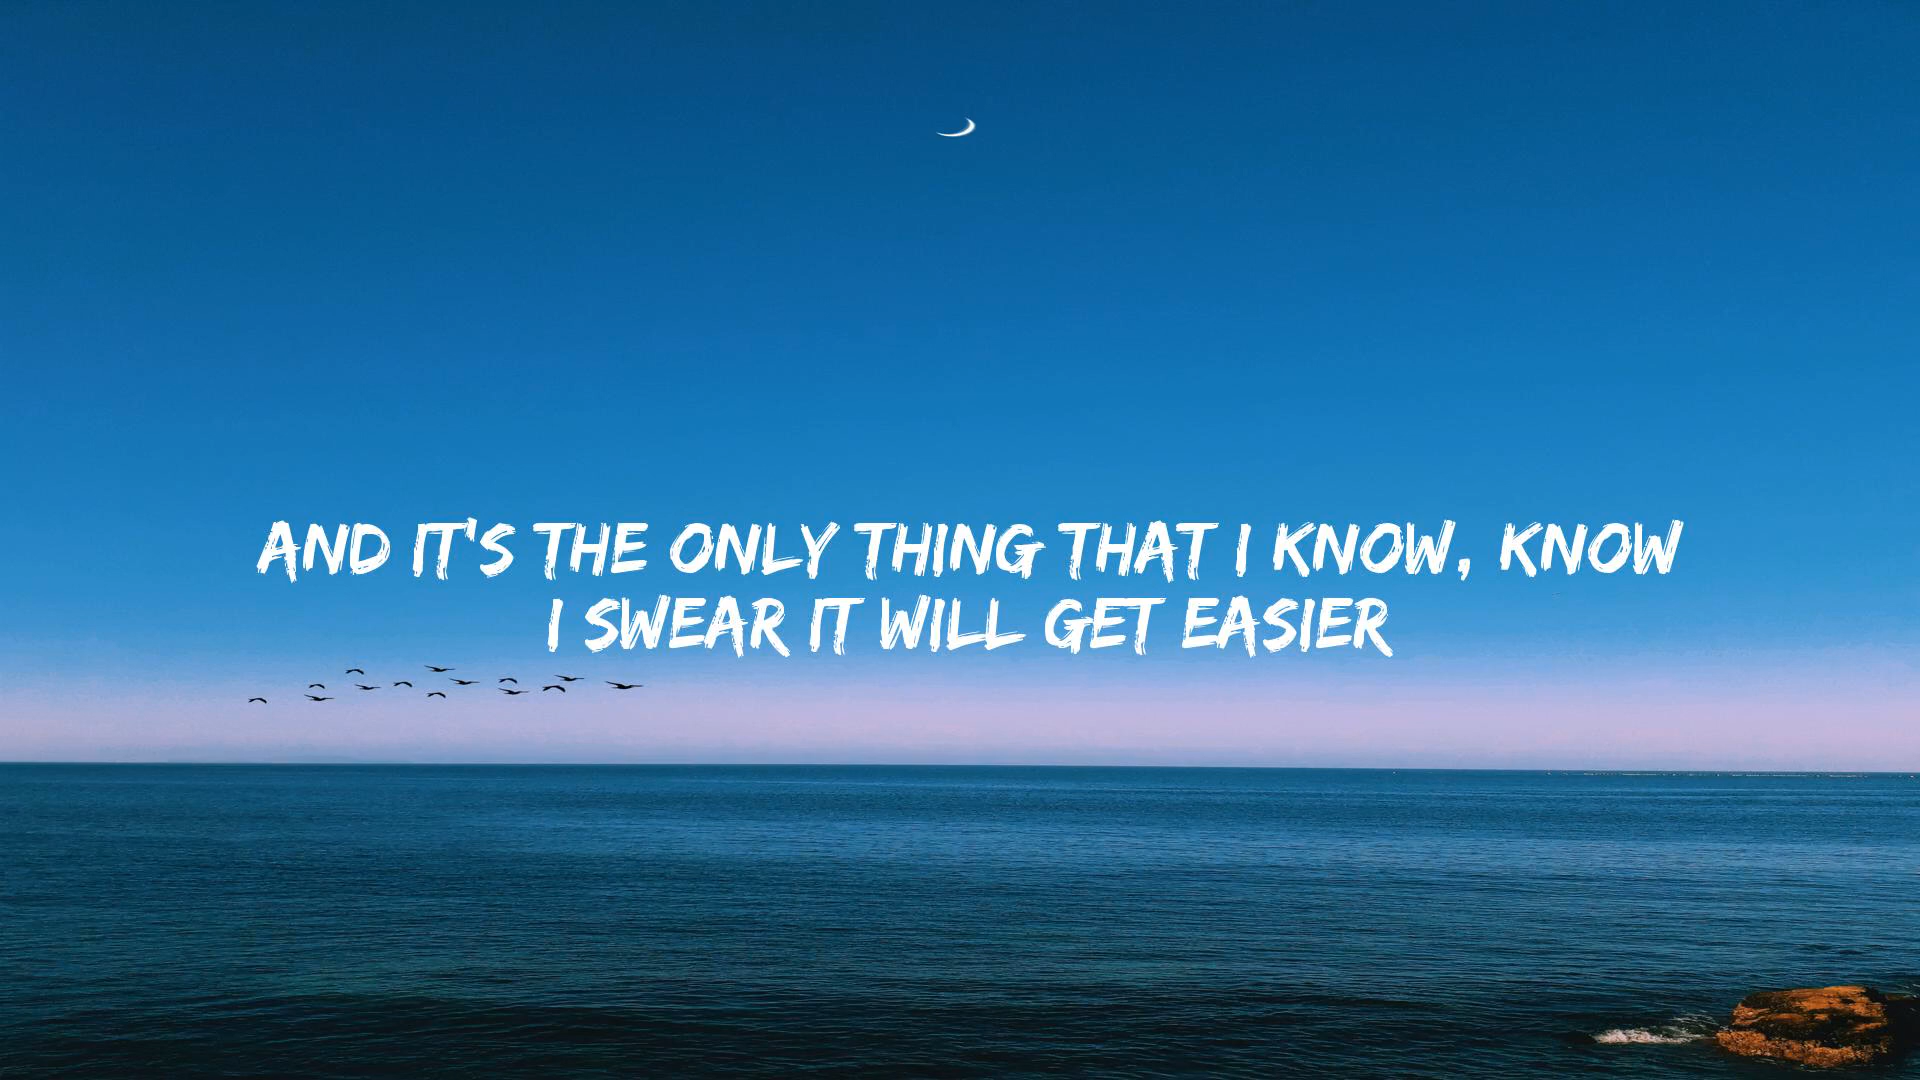 AND IT'S THE ONLY THING THAT I KNOW, KNOW
I SWEAR IT WILL GET EASIER